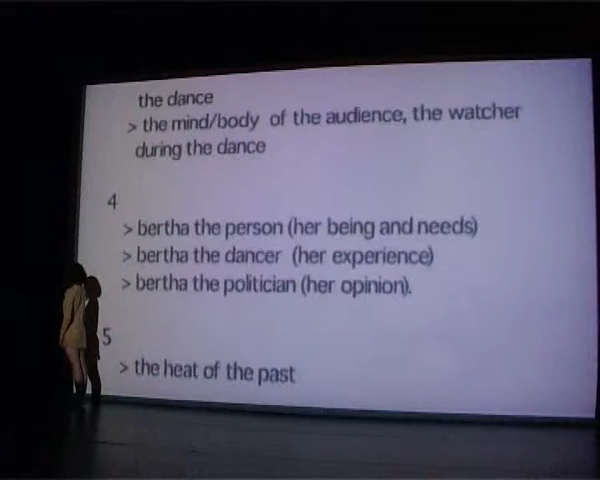 the dance
> the mind/body of the audience, the watcher
during the dance
4
> bertha the person (her being and needs)
> bertha the dancer (her experience)
> bertha the politician (her opinion).
5
> the heat of the past